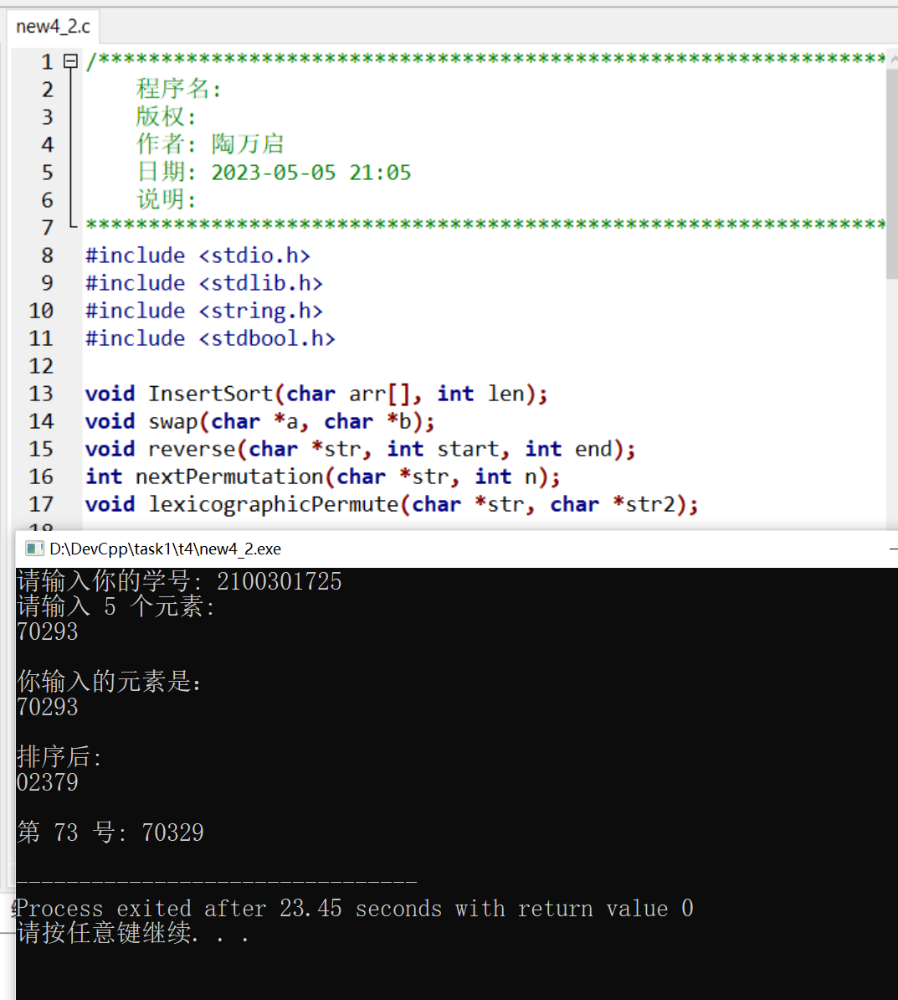 new4_2.c
1 /***************************************************************
2 程序名:
3 版权:
4 作者: 陶万启
5 日期: 2023-05-05 21:05
6 说明:
7 ****************************************************************
8 #include <stdio.h>
9 #include <stdlib.h>
10 #include <string.h>
11 #include <stdbool.h>
12
13 void InsertSort(char arr[], int len);
14 void swap(char *a, char *b);
15 void reverse(char *str, int start, int end);
16 int nextPermutation(char *str, int n);
17 void lexicographicPermute(char *str, char *str2);
18
D:\DevCpp\task1\t4\new4_2.exe
请输入你的学号: 2100301725
请输入 5 个元素:
70293
你输入的元素是:
70293
排序后:
02379
第 73 号: 70329
--------------------------------
Process exited after 23.45 seconds with return value 0
请按任意键继续. . .